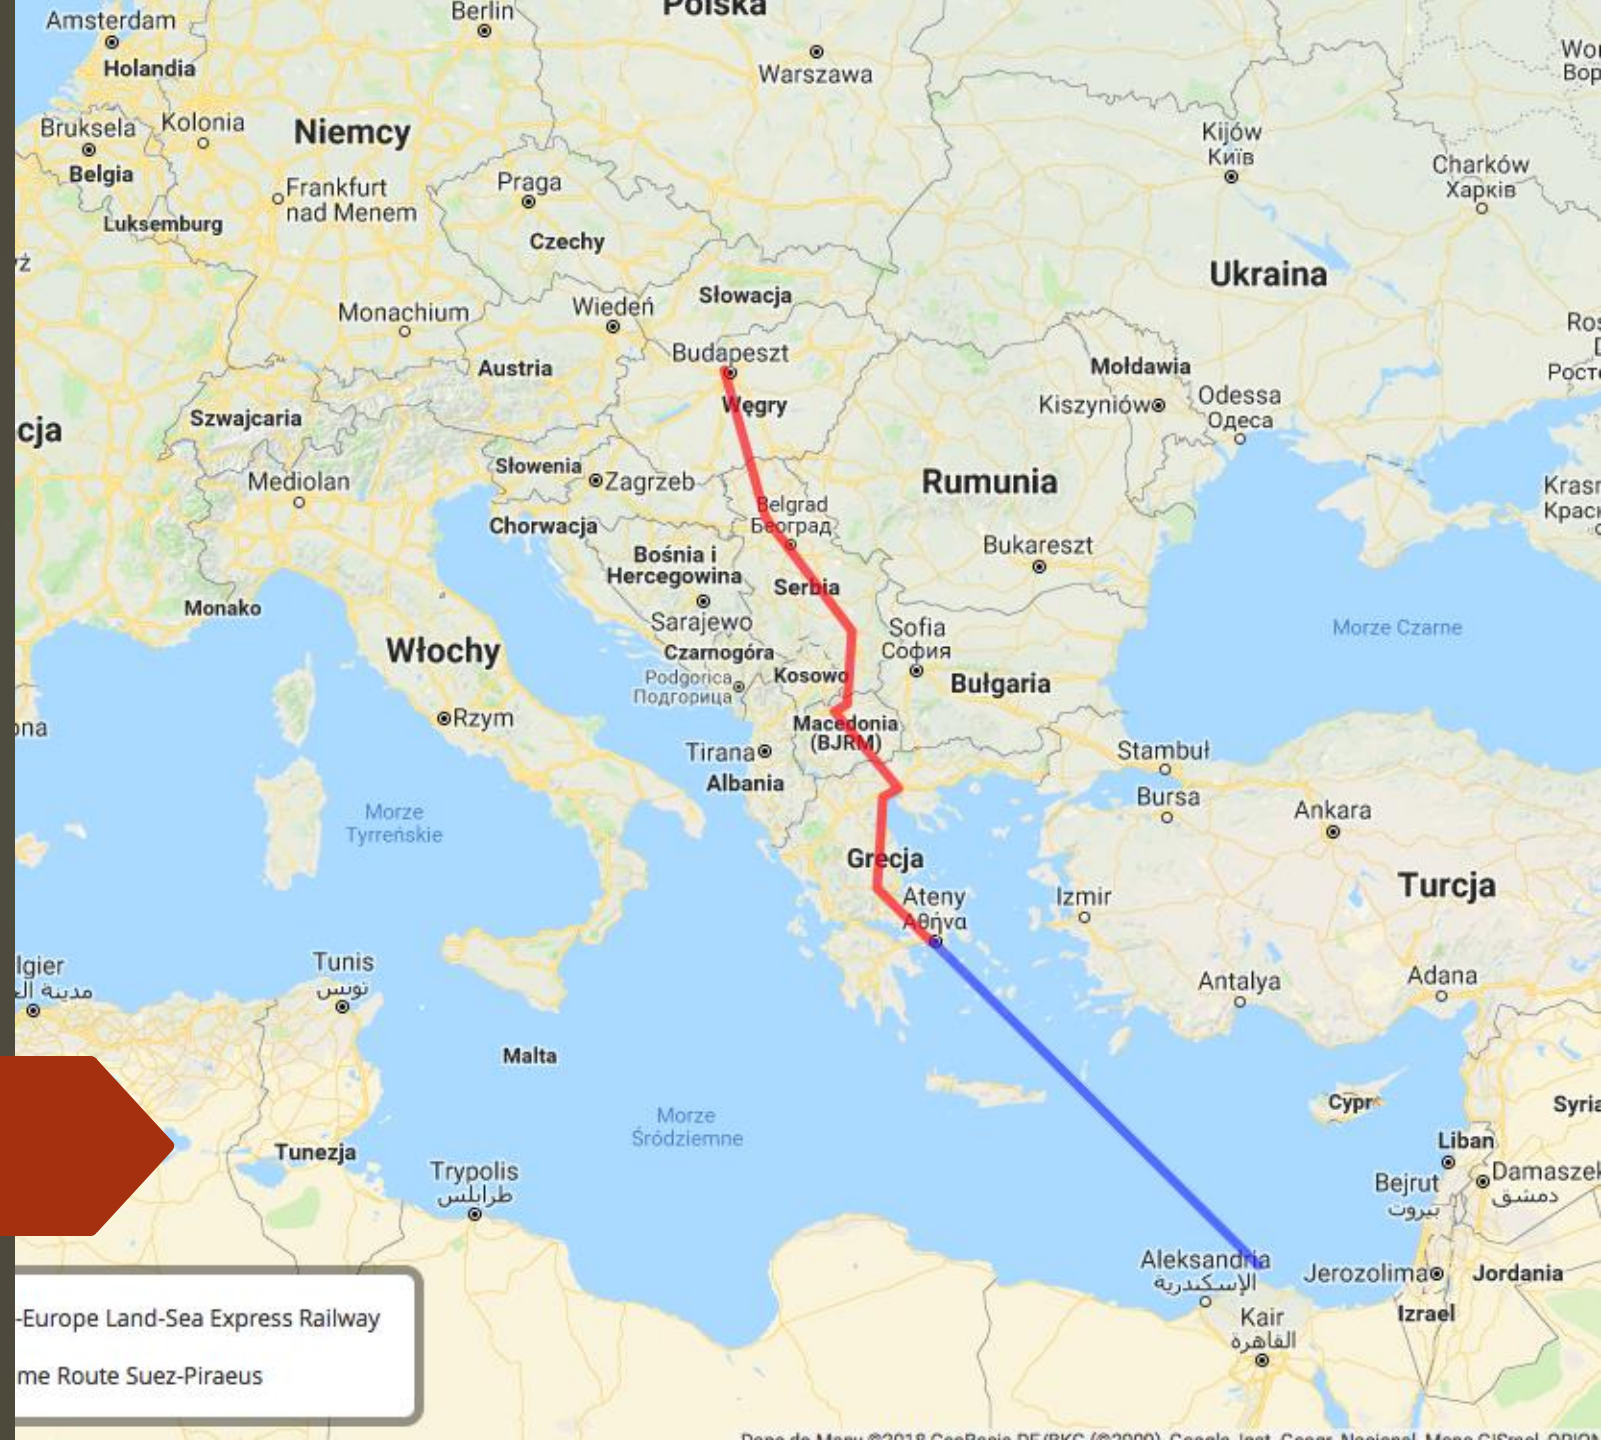 Amsterdam
Holandia
Berlin
Polska
Warszawa
Bruksela
Belgia
Kolonia
Niemcy
Frankfurt
nad Menem
Luksemburg
Praga
Czechy
Kijów
Київ
Charków
Харків
Ukraina
Monachium
Wiedeń
Słowacja
Austria
Budapeszt
Węgry
Mołdawia
Kiszyniów
Odessa
Одеса
Szwajcaria
cja
Mediolan
Słowenia
Zagrzeb
Chorwacja
Rumunia
Belgrad
Београд
Bośnia i
Hercegowina
Sarajewo
Serbia
Bukareszt
Monako
Włochy
Czarnogóra
Podgorica
Подгорица
Kosowo
Sofia
София
Bułgaria
Morze Czarne
Rzym
Macedonia
(BJRM)
Tirana
Albania
Stambuł
Bursa
Ankara
Morze
Tyrreńskie
Grecja
Ateny
Αθήνα
Izmir
Turcja
Tunis
تونس
lgier
Antalya
Adana
Malta
Morze
Śródziemne
Cypr
Syria
Liban
Bejrut
بيروت
Damaszek
دمشق
Tunezja
Trypolis
طرابلس
Aleksandria
الإسكندرية
Jerozolima
Jordania
Izrael
Kair
القاهرة
-Europe Land-Sea Express Railway
me Route Suez-Piraeus